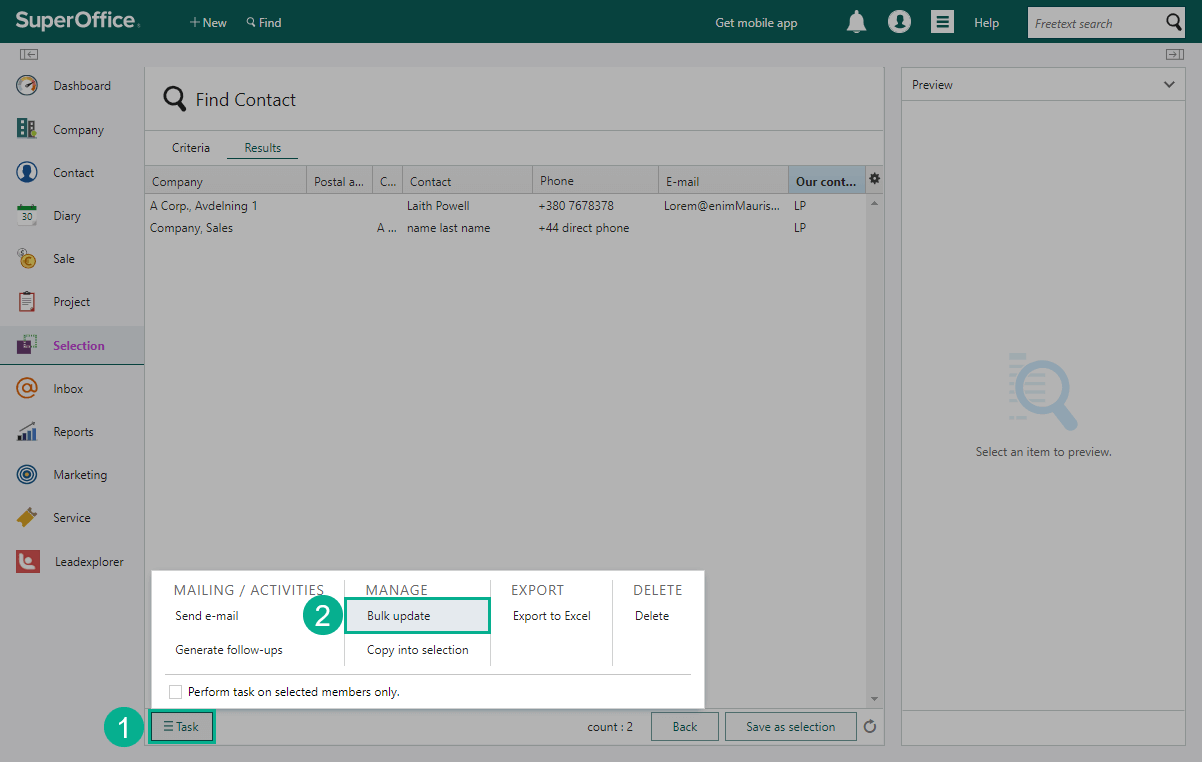 SuperOffice.
New
Find
Get mobile app
Help
Freetext search
Dashboard
Company
Contact
30
Diary
Sale
Project
Selection
Inbox
Reports
Marketing
Service
Leadexplorer
Find Contact
Criteria
Results
Company
Postal a...
C...
Contact
Phone
E-mail
Our cont...
A Corp., Avdelning 1
Laith Powell
+380 7678378
Lorem@enimMauris...
LP
Company, Sales
A ...
name last name
+44 direct phone
LP
MAILING / ACTIVITIES
MANAGE
EXPORT
DELETE
Send e-mail
2
Bulk update
Export to Excel
Delete
Generate follow-ups
Copy into selection
Perform task on selected members only.
1
Task
count : 2
Back
Save as selection
Preview
Select an item to preview.